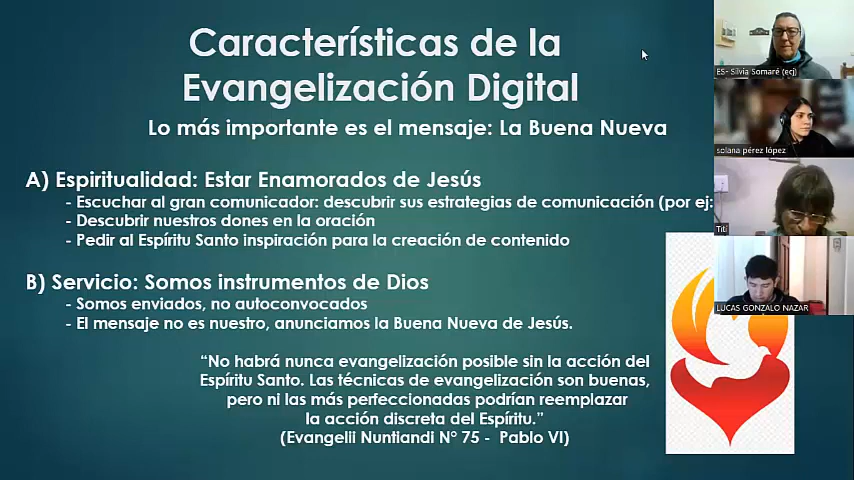 Características de la
Evangelización Digital
Lo más importante es el mensaje: La Buena Nueva
A) Espiritualidad: Estar Enamorados de Jesús
- Escuchar al gran comunicador: descubrir sus estrategias de comunicación (por ej:
- Descubrir nuestros dones en la oración
- Pedir al Espíritu Santo inspiración para la creación de contenido
B) Servicio: Somos instrumentos de Dios
- Somos enviados, no autoconvocados
- El mensaje no es nuestro, anunciamos la Buena Nueva de Jesús.
“No habrá nunca evangelización posible sin la acción del
Espíritu Santo. Las técnicas de evangelización son buenas,
pero ni las más perfeccionadas podrían reemplazar
la acción discreta del Espíritu.”
(Evangelii Nuntiandi N° 75 - Pablo VI)
ES- Silvia Somaré (ecj)
solana pérez lópez
Titi
LUCAS GONZALO NAZAR